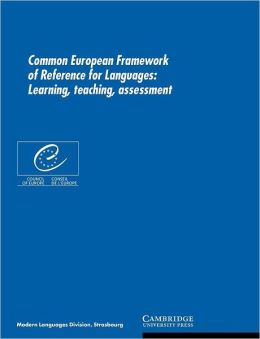 Common European Framework
of Reference for Languages:
Learning, teaching, assessment
COUNCIL CONSEIL
OF EUROPE DE L'EUROPE
Modern Languages Division, Strasbourg
CAMBRIDGE
UNIVERSITY PRESS